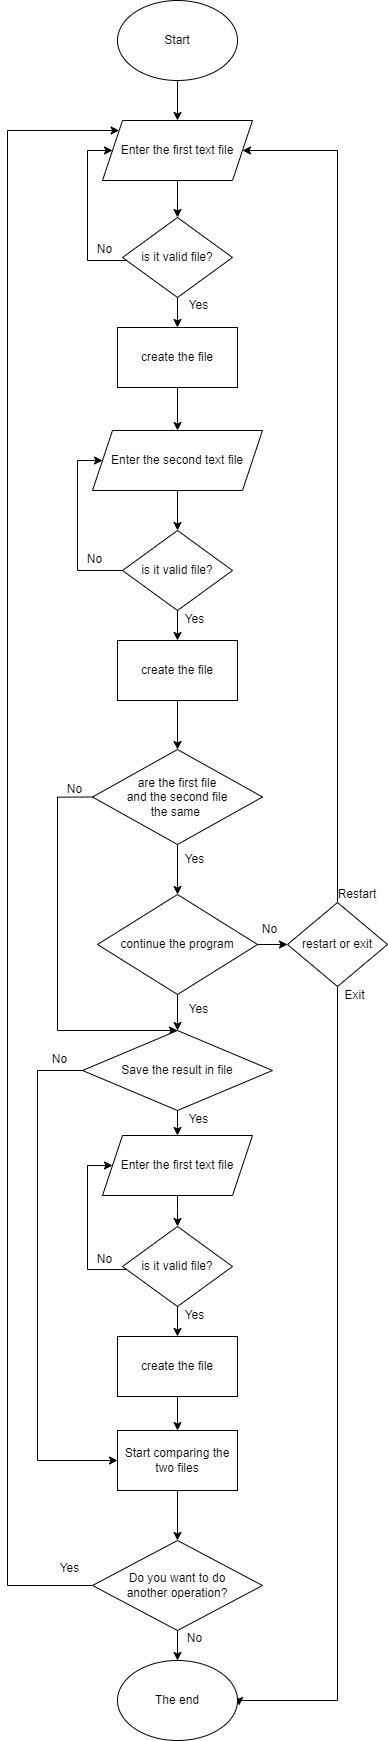 Start
Enter the first text file
No
is it valid file?
Yes
create the file
Enter the second text file
No
is it valid file?
Yes
create the file
No
are the first file
and the second file
the same
Yes
Restart
continue the program
No
restart or exit
Exit
Yes
No
Save the result in file
Yes
Enter the first text file
No
is it valid file?
Yes
create the file
Start comparing the
two files
Yes
Do you want to do
another operation?
No
The end